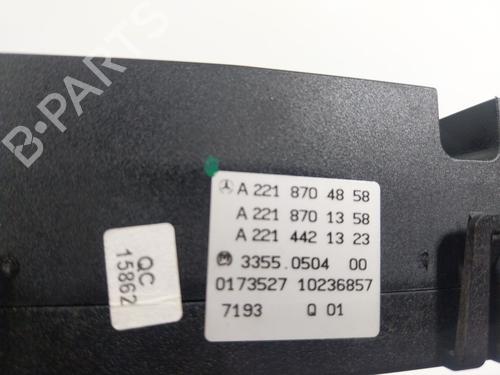 B-PARTS
A 221 870 48 58
A 221 870 13 58
A 221 442 13 23
3355.0504 00
0173527 10236857
7193 Q 01
QC
15862